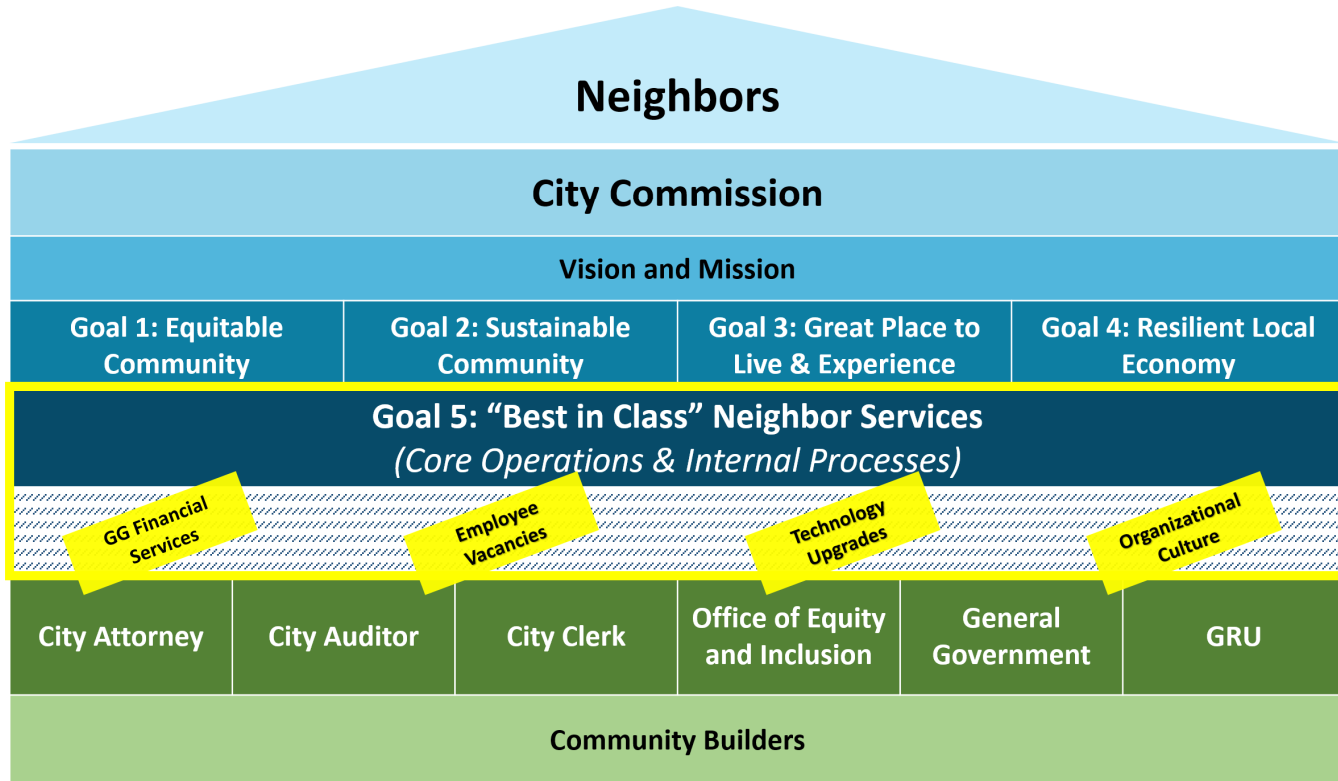 Neighbors
City Commission
Vision and Mission
Goal 1: Equitable
Community
Goal 2: Sustainable
Community
Goal 3: Great Place to
Live & Experience
Goal 4: Resilient Local
Economy
Goal 5: “Best in Class” Neighbor Services
(Core Operations & Internal Processes)
GG Financial
Services
Employee
Vacancies
Technology
Upgrades
Organizational
Culture
City Attorney
City Auditor
City Clerk
Office of Equity
and Inclusion
General
Government
GRU
Community Builders